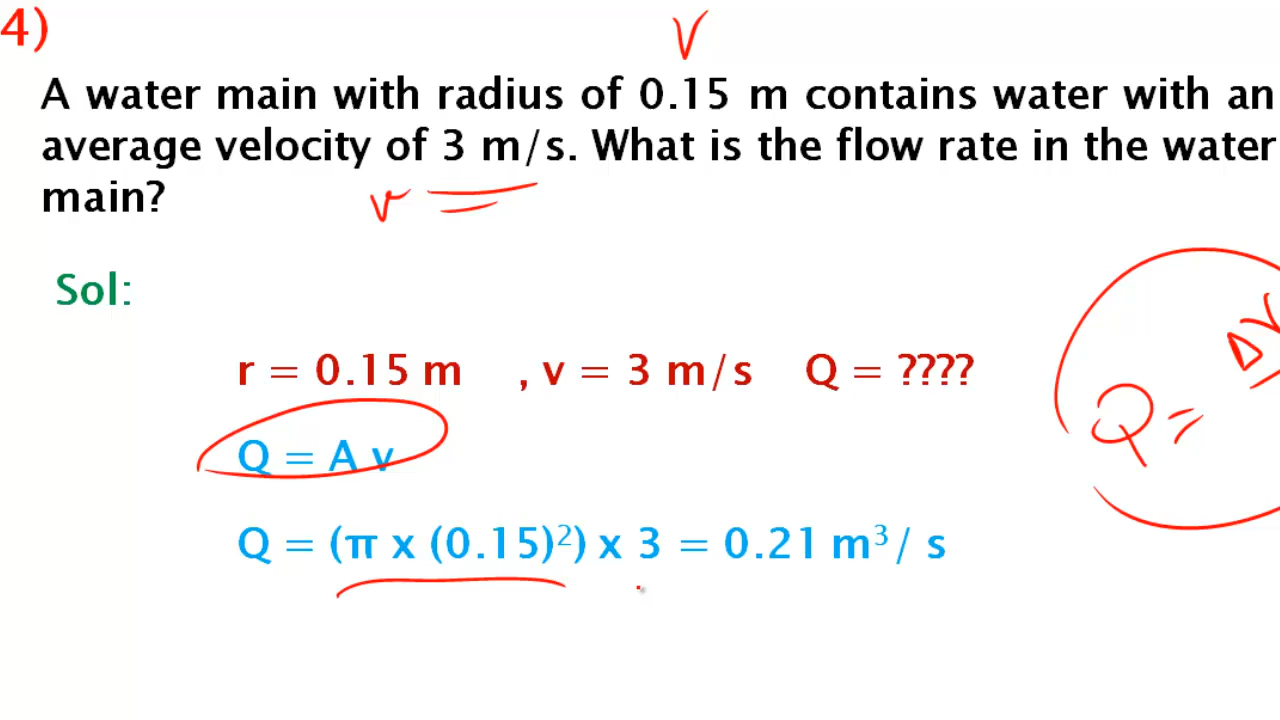 4)
V
A water main with radius of 0.15 m contains water with an
average velocity of 3 m/s. What is the flow rate in the water
main?
v
Sol:
r = 0.15 m , v = 3 m/s Q = ????
Q = A v
Q = (π x (0.15)²) x 3 = 0.21 m³/ s
Q =